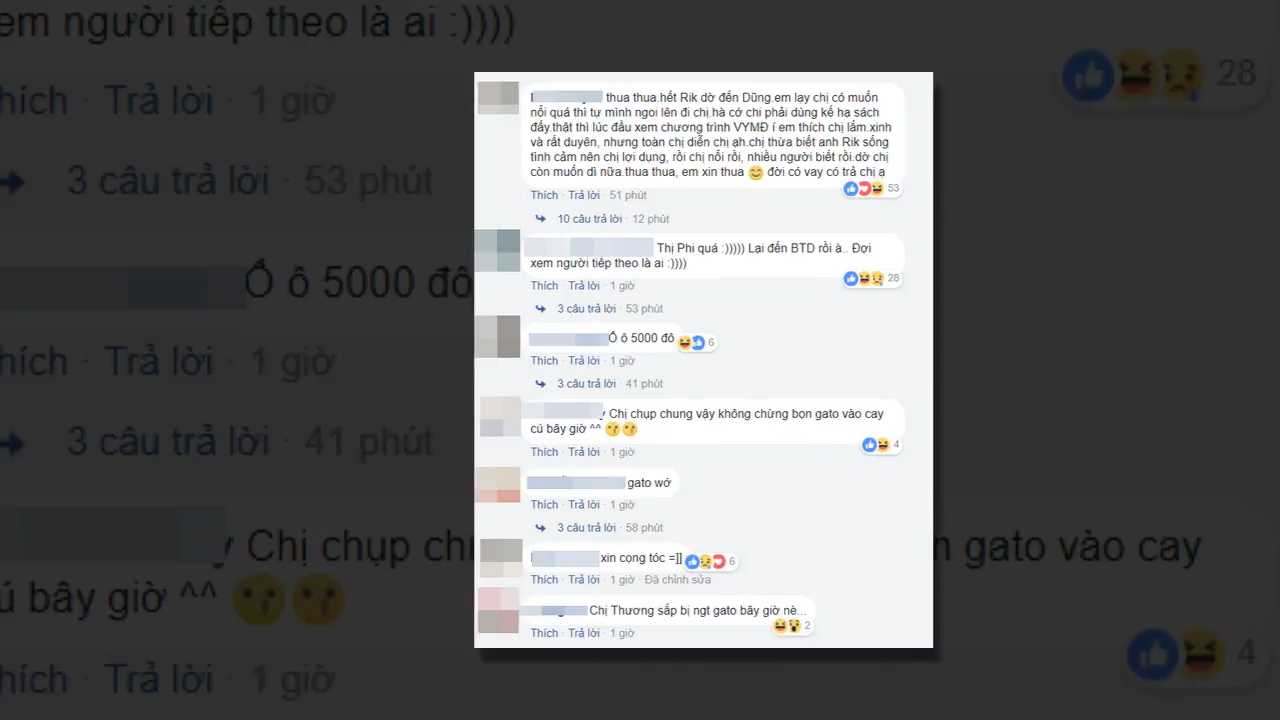 em người tiếp theo là ai :))))
hích · Trả lời · 1 giờ
28
3 câu trả lời · 53 phút
Ố ô 5000 đô
hích · Trả lời · 1 giờ
3 câu trả lời · 41 phút
y Chị chụp ch
n gato vào cay
ú bây giờ ^^
hích · Trả lời · 1 giờ
4
thua thua.hết Rik dờ đến Dũng.em lạy chị có muốn
nổi quá thì tự mình ngoi lên đi chị.hà cớ chi phải dùng kế hạ sách
đấy.thật thì lúc đầu xem chương trình VYMĐ í em thích chị lắm.xinh
và rất duyên, nhưng toàn chị diễn chị ạh.chị thừa biết anh Rik sống
tình cảm nên chị lợi dụng, rồi chị nổi rồi, nhiều người biết rồi.dờ chị
còn muốn dì nữa.thua thua, em xin thua 😊 đời có vay có trả chị ạ
53
Thích · Trả lời · 51 phút
10 câu trả lời · 12 phút
Thị Phi quá :))))) Lại đến BTD rồi à.. Đợi
xem người tiếp theo là ai :))))
28
Thích · Trả lời · 1 giờ
3 câu trả lời · 53 phút
Ố ô 5000 đô
6
Thích · Trả lời · 1 giờ
3 câu trả lời · 41 phút
y Chị chụp chung vậy không chừng bọn gato vào cay
cú bây giờ ^^ 😗😗
4
Thích · Trả lời · 1 giờ
gato wớ
Thích · Trả lời · 1 giờ
3 câu trả lời · 58 phút
xin cọng tóc =]]
6
Thích · Trả lời · 1 giờ · Đã chỉnh sửa
Chị Thương sắp bị ngt gato bây giờ nè...
2
Thích · Trả lời · 1 giờ